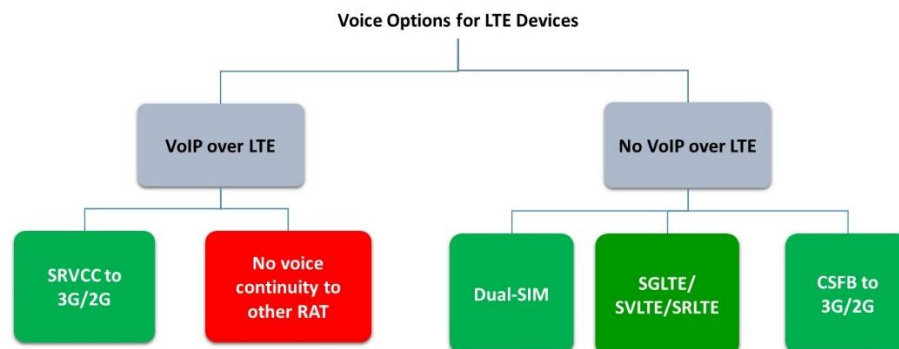 Voice Options for LTE Devices
VoIP over LTE
No VoIP over LTE
SRVCC to
3G/2G
No voice
continuity to
other RAT
Dual-SIM
SGLTE/
SVLTE/SRLTE
CSFB to
3G/2G